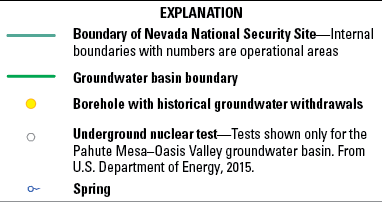 EXPLANATION
Boundary of Nevada National Security Site—Internal
boundaries with numbers are operational areas
Groundwater basin boundary
Borehole with historical groundwater withdrawals
Underground nuclear test—Tests shown only for the
Pahute Mesa–Oasis Valley groundwater basin. From
U.S. Department of Energy, 2015.
Spring